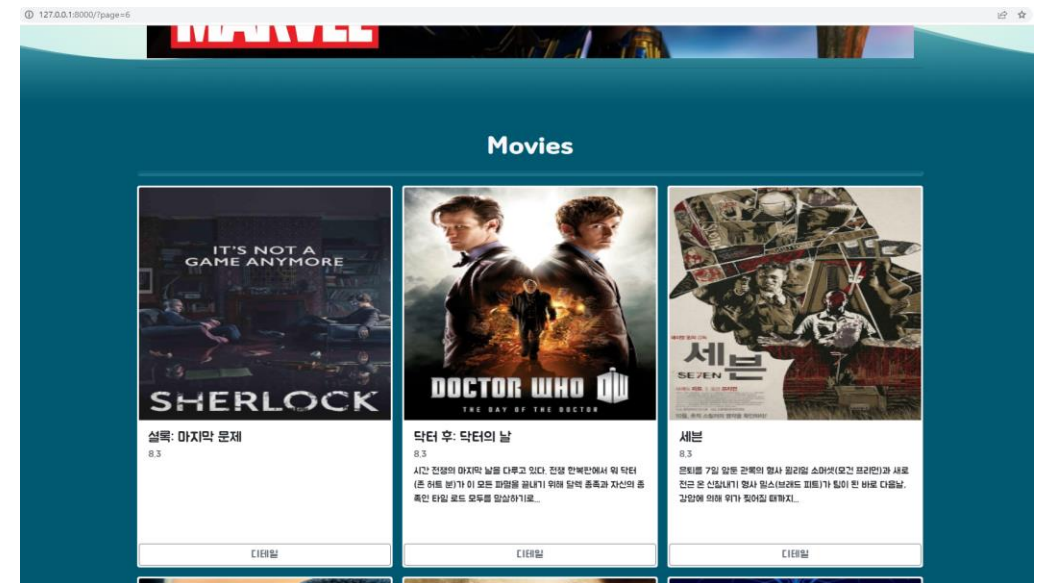 127.0.0.1:8000/?page=6
MARVEL
Movies
IT'S NOT A
GAME ANYMORE
SHERLOCK
DOCTOR WHO
THE DAY OF THE DOCTOR
세븐
SE7EN
셜록: 마지막 문제
8.3
닥터 후: 닥터의 날
8.3
시간 전쟁의 마지막 날을 다루고 있다. 전쟁 한복판에서 워 닥터
(존 허트 분)가 이 모든 파멸을 끝내기 위해 달렉 종족과 자신의 종
족인 타임 로드 모두를 말살하기로...
세븐
8.3
은퇴를 7일 앞둔 관록의 형사 윌리엄 소머셋(모건 프리먼)과 새로
전근 온 신참내기 형사 밀스(브래드 피트)가 팀이 된 바로 다음날.
강압에 의해 위가 찢어질 때까지...
디테일
디테일
디테일